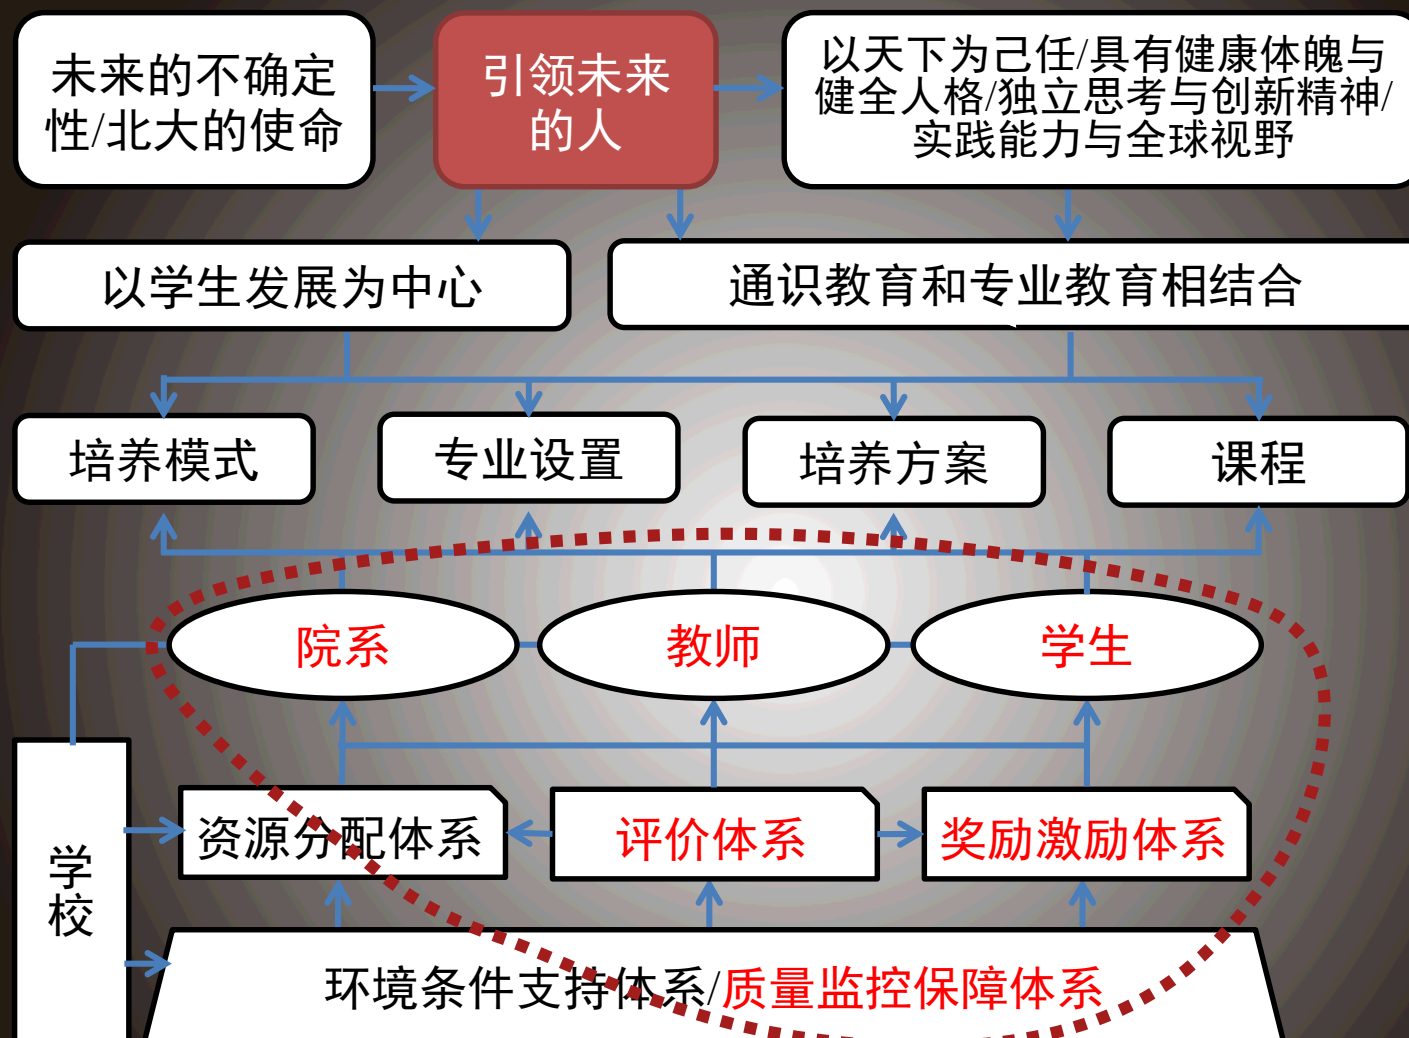 未来的不确定
性/北大的使命
引领未来
的人
以天下为己任/具有健康体魄与
健全人格/独立思考与创新精神/
实践能力与全球视野
以学生发展为中心
通识教育和专业教育相结合
培养模式
专业设置
培养方案
课程
院系
教师
学生
学
校
资源分配体系
评价体系
奖励激励体系
环境条件支持体系/质量监控保障体系